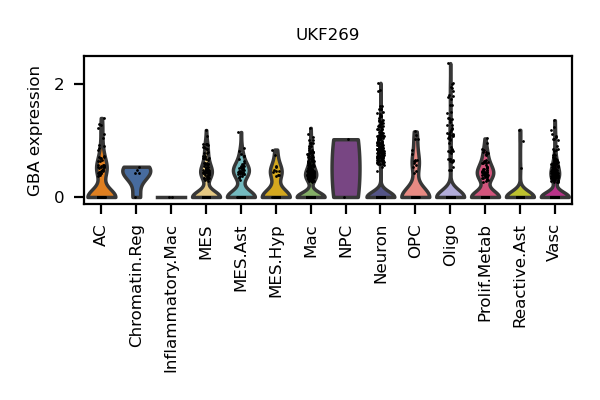 UKF269
GBA expression
2
0
AC
Chromatin.Reg
Inflammatory.Mac
MES
MES.Ast
MES.Hyp
Mac
NPC
Neuron
OPC
Oligo
Prolif.Metab
Reactive.Ast
Vasc